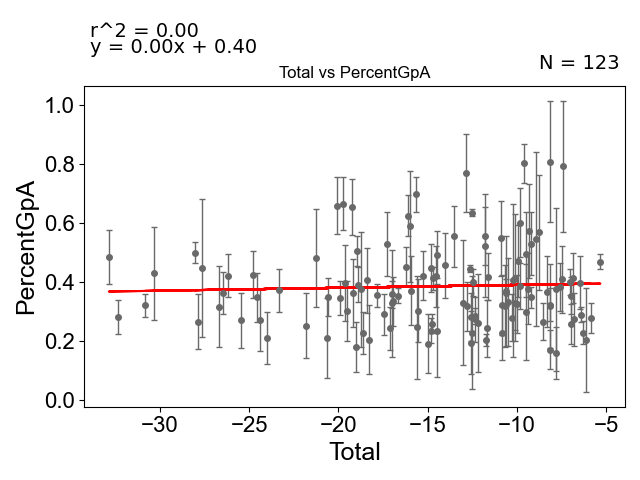 r^2 = 0.00
y = 0.00x + 0.40
N = 123
Total vs PercentGpA
PercentGpA
1.0
0.8
0.6
0.4
0.2
0.0
−30 −25 −20 −15 −10 −5
Total